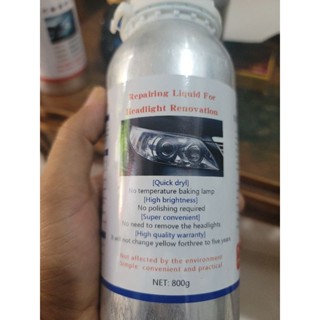 Repairing Liquid For
Headlight Renovation
[Quick dryl]
No temperature baking lamp
[High brightness]
No polishing required
[Super convenient]
No need to remove the headlights
[High quality warranty]
It will not change yellow forthree to five years
Not affected by the environment
Simple convenient and practical
NET: 800g